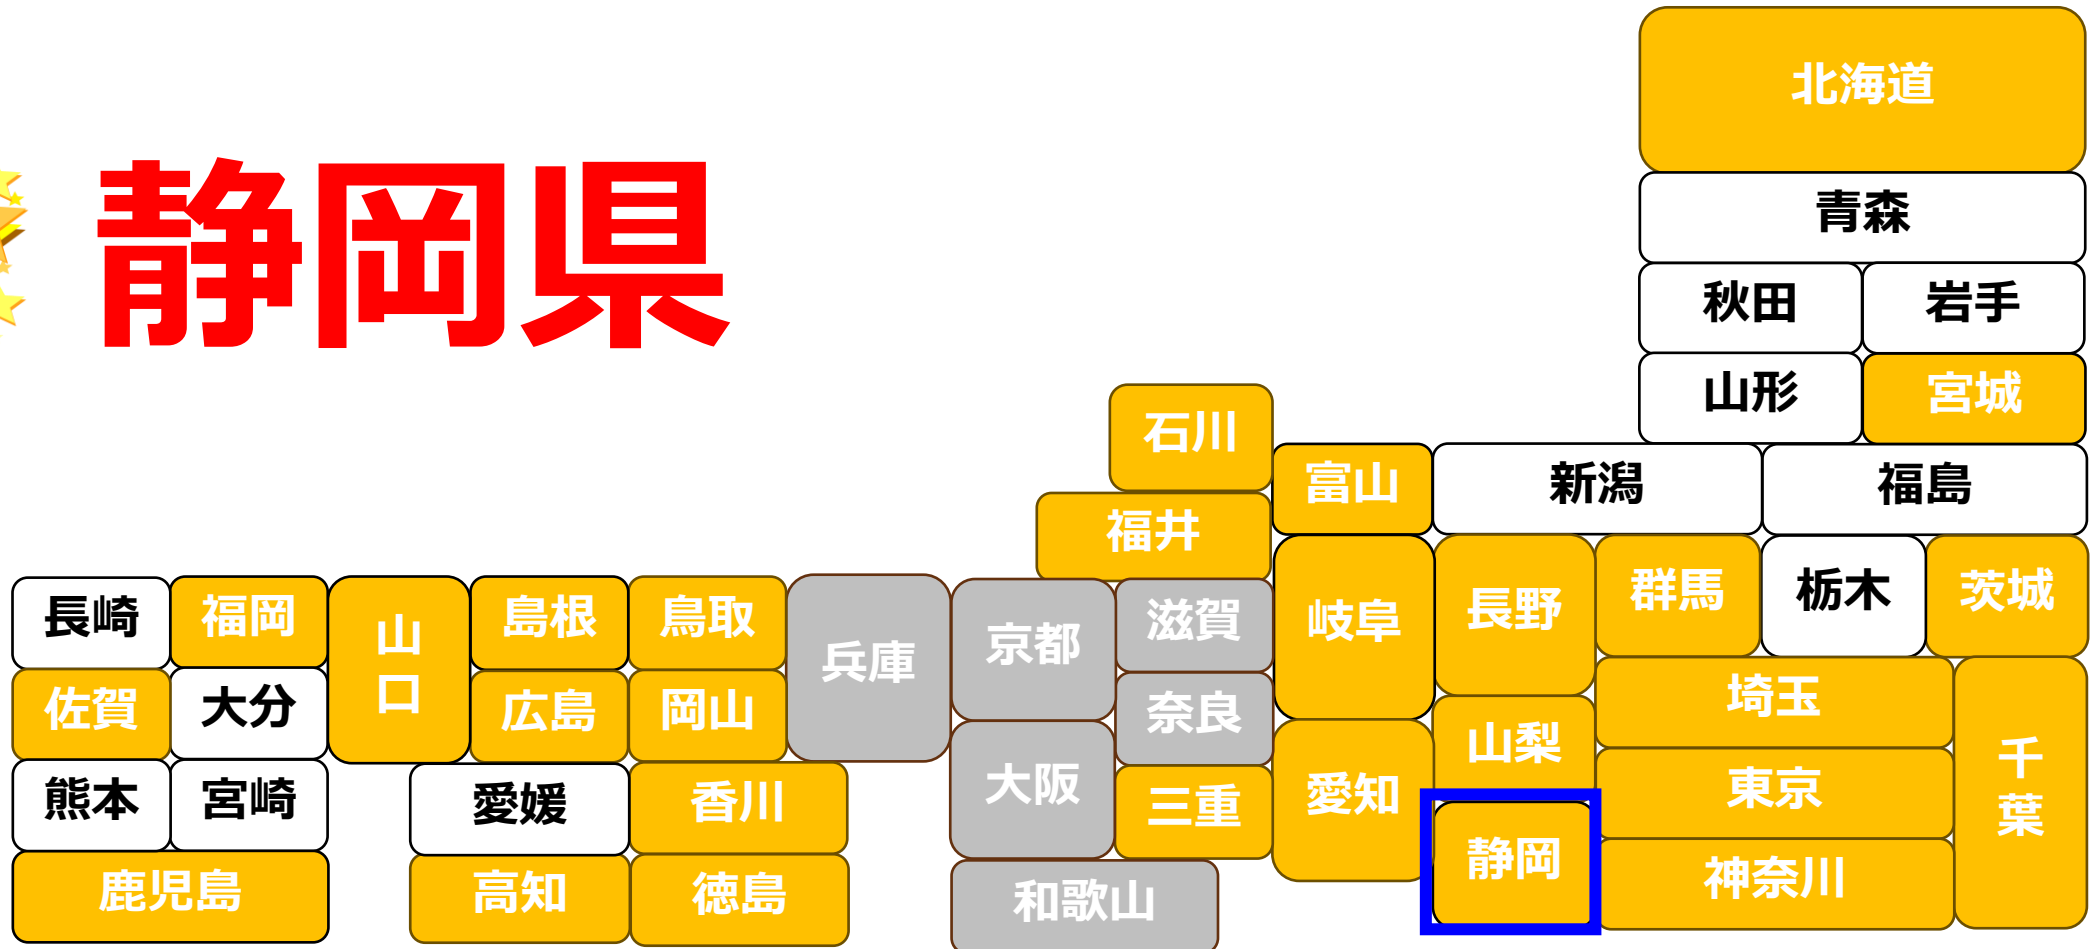 静岡県
北海道
青森
秋田
岩手
山形
宮城
石川
富山
新潟
福島
福井
岐阜
長野
群馬
栃木
茨城
長崎
福岡
山口
島根
鳥取
兵庫
京都
滋賀
佐賀
大分
広島
岡山
奈良
山梨
埼玉
千葉
熊本
宮崎
愛媛
香川
大阪
三重
愛知
東京
静岡
神奈川
鹿児島
高知
徳島
和歌山